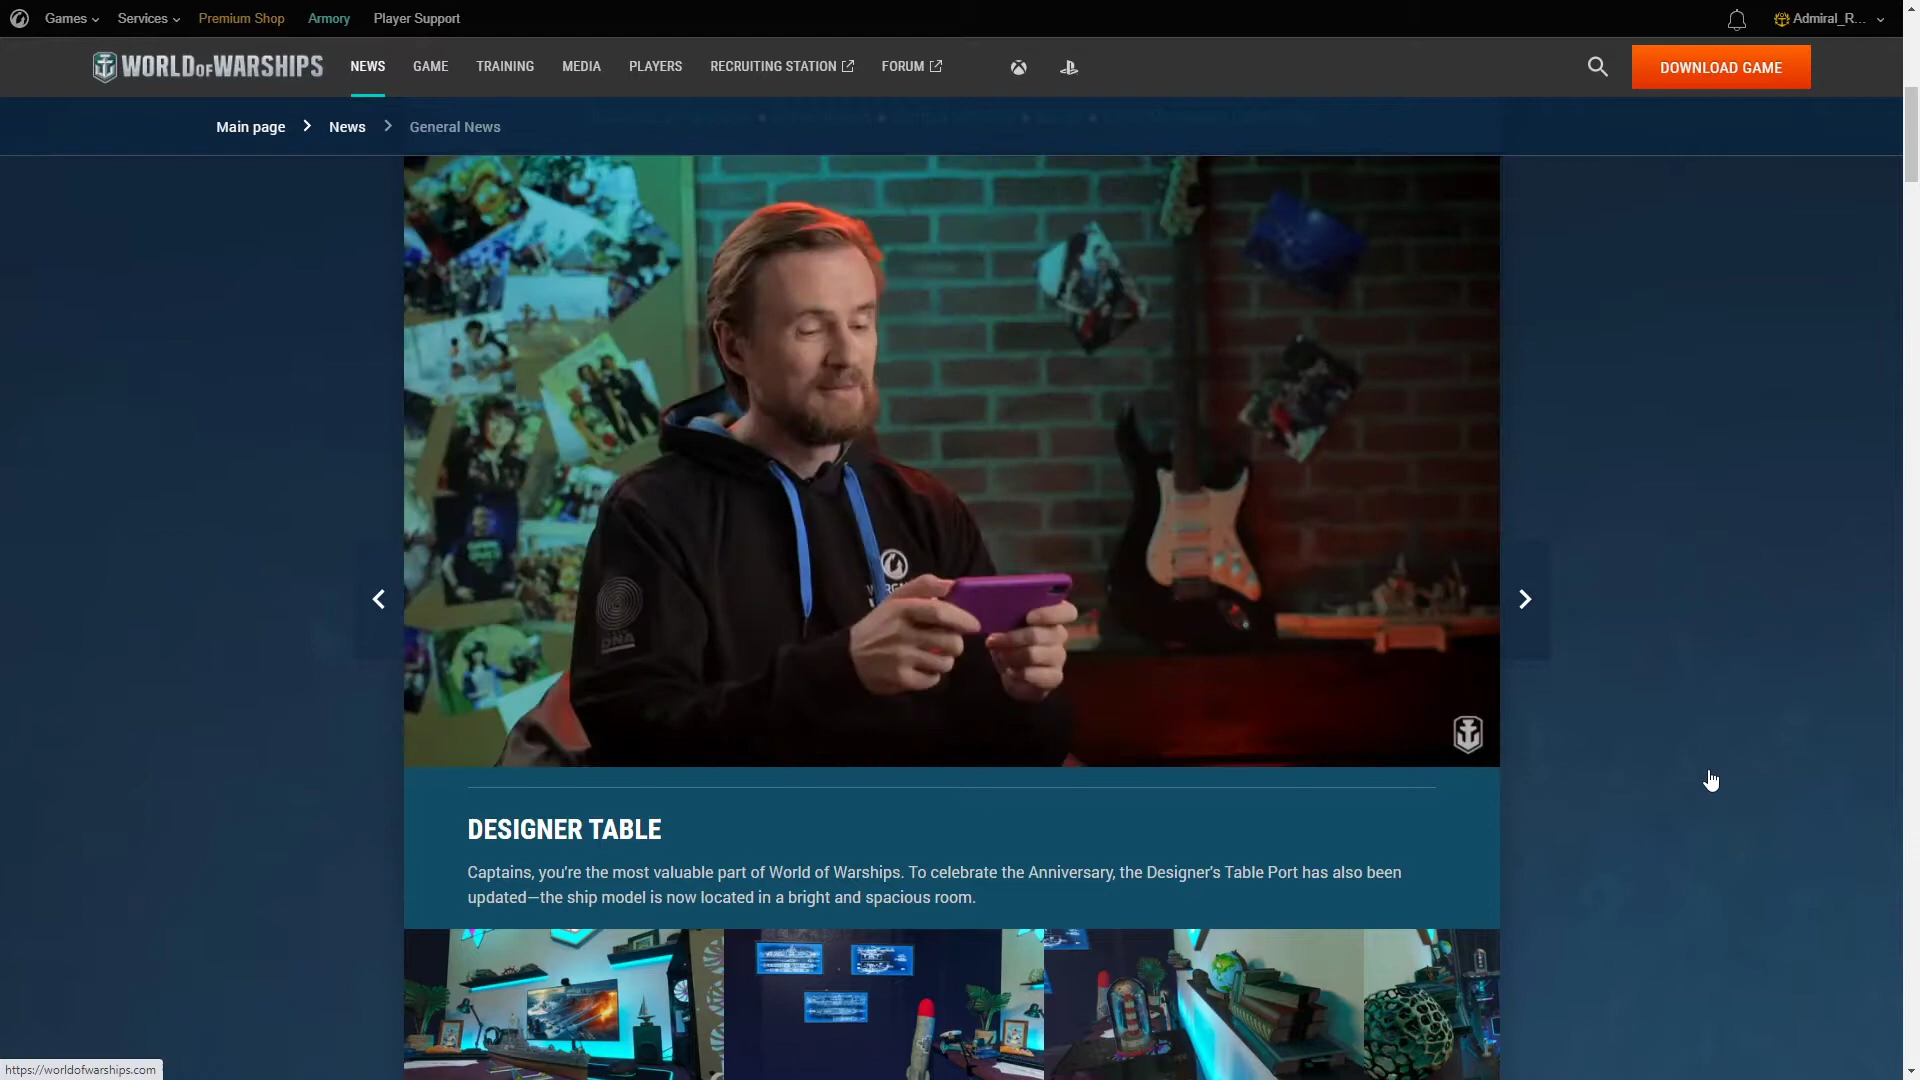 Games
Services
Premium Shop
Armory
Player Support
Admiral_R...
WORLD OF WARSHIPS
NEWS
GAME
TRAINING
MEDIA
PLAYERS
RECRUITING STATION
FORUM
DOWNLOAD GAME
Main page > News > General News
DNA
DESIGNER TABLE
Captains, you're the most valuable part of World of Warships. To celebrate the Anniversary, the Designer's Table Port has also been
updated—the ship model is now located in a bright and spacious room.
https://worldofwarships.com